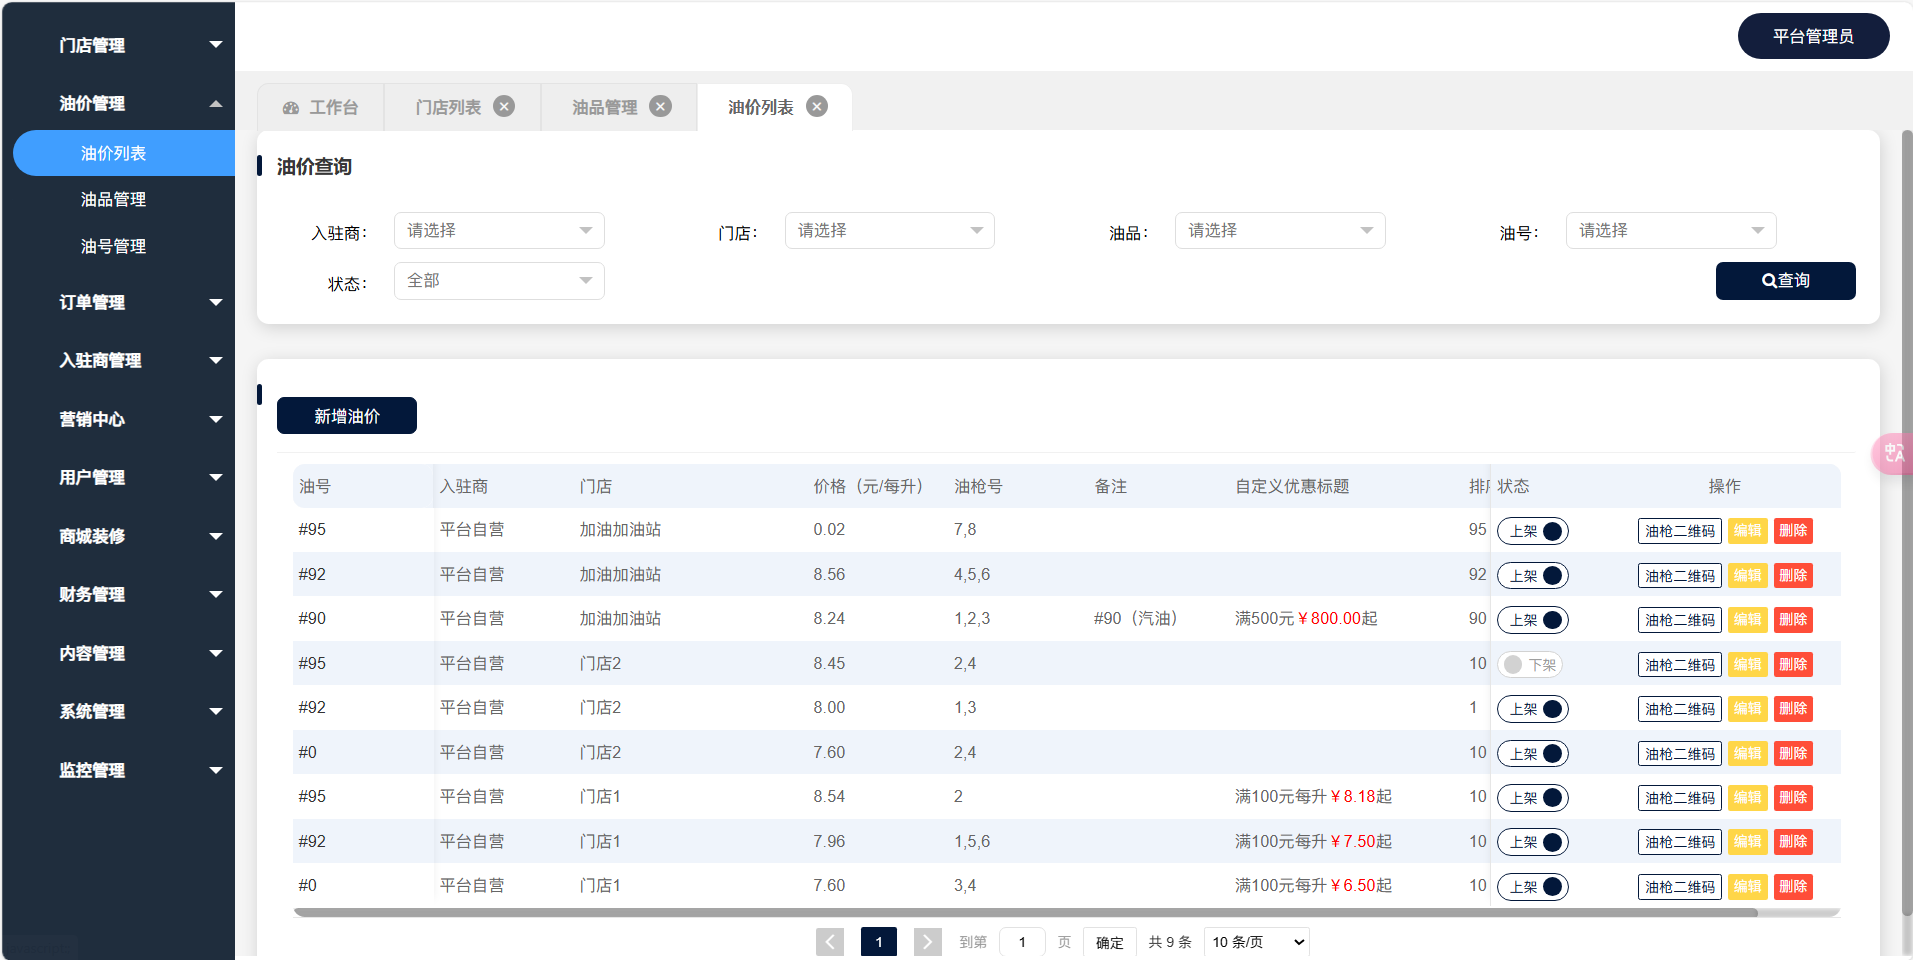 平台管理员
门店管理
油价管理
油价列表
油品管理
油号管理
订单管理
入驻商管理
营销中心
用户管理
商城装修
财务管理
内容管理
系统管理
监控管理
工作台 门店列表 油品管理 油价列表
油价查询
入驻商： 请选择 门店： 请选择 油品： 请选择 油号： 请选择
状态： 全部 查询
新增油价
油号 入驻商 门店 价格（元/每升） 油枪号 备注 自定义优惠标题 状态 操作
#95 平台自营 加油加油站 0.02 7,8 95 上架 油枪二维码 编辑 删除
#92 平台自营 加油加油站 8.56 4,5,6 92 上架 油枪二维码 编辑 删除
#90 平台自营 加油加油站 8.24 1,2,3 #90（汽油） 满500元￥800.00起 90 上架 油枪二维码 编辑 删除
#95 平台自营 门店2 8.45 2,4 10 下架 油枪二维码 编辑 删除
#92 平台自营 门店2 8.00 1,3 1 上架 油枪二维码 编辑 删除
#0 平台自营 门店2 7.60 2,4 10 上架 油枪二维码 编辑 删除
#95 平台自营 门店1 8.54 2 满100元每升￥8.18起 10 上架 油枪二维码 编辑 删除
#92 平台自营 门店1 7.96 1,5,6 满100元每升￥7.50起 10 上架 油枪二维码 编辑 删除
#0 平台自营 门店1 7.60 3,4 满100元每升￥6.50起 10 上架 油枪二维码 编辑 删除
1 到第 1 页 确定 共 9 条 10 条/页